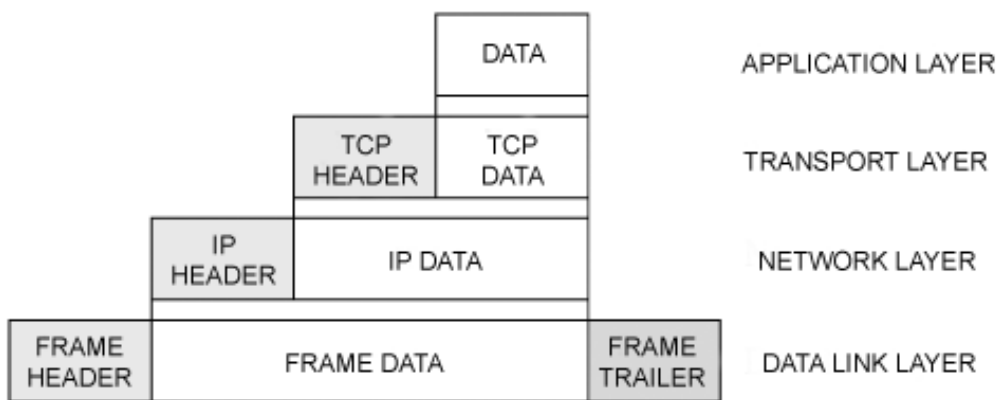 DATA
APPLICATION LAYER
TCP
HEADER
TCP
DATA
TRANSPORT LAYER
IP
HEADER
IP DATA
NETWORK LAYER
FRAME
HEADER
FRAME DATA
FRAME
TRAILER
DATA LINK LAYER